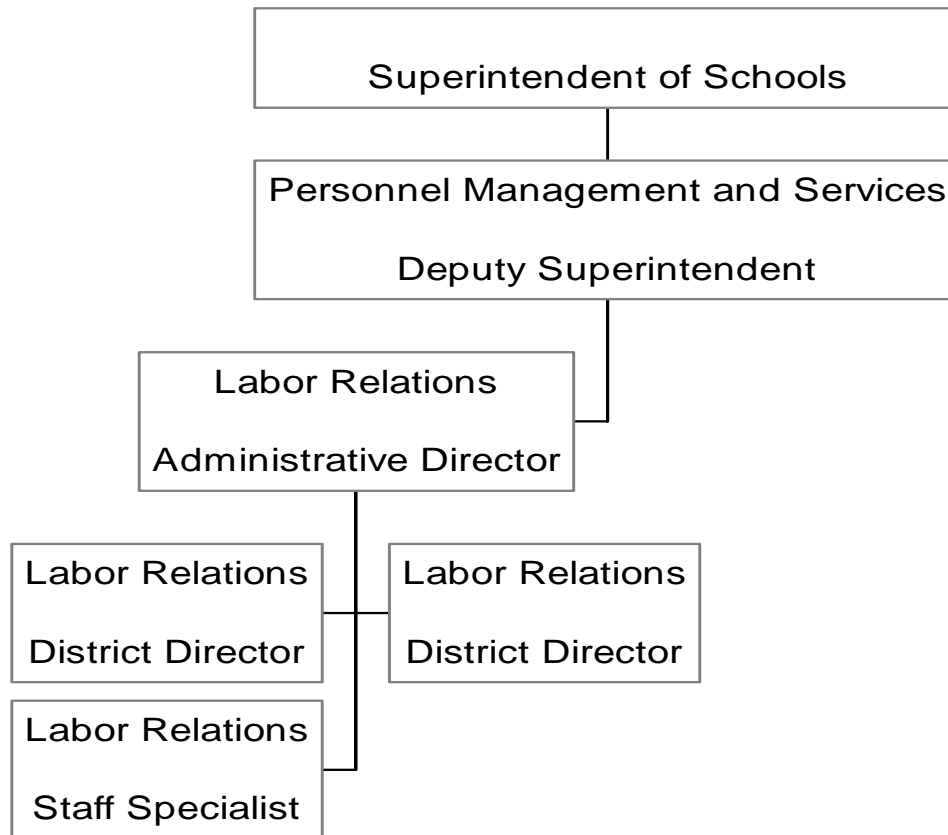 Superintendent of Schools
Personnel Management and Services
Deputy Superintendent
Labor Relations
Administrative Director
Labor Relations
District Director
Labor Relations
District Director
Labor Relations
Staff Specialist